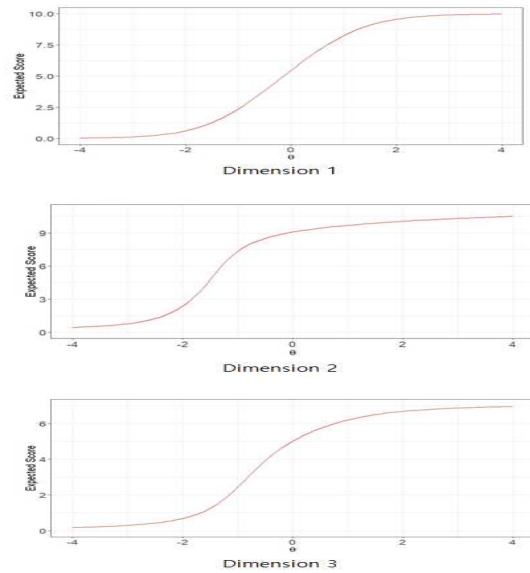 10.0
7.5
5.0
2.5
0.0
Expected Score
-4 -2 0 2 4
θ
Dimension 1
9
6
3
0
Expected Score
-4 -2 0 2 4
θ
Dimension 2
6
4
2
0
Expected Score
-4 -2 0 2 4
θ
Dimension 3